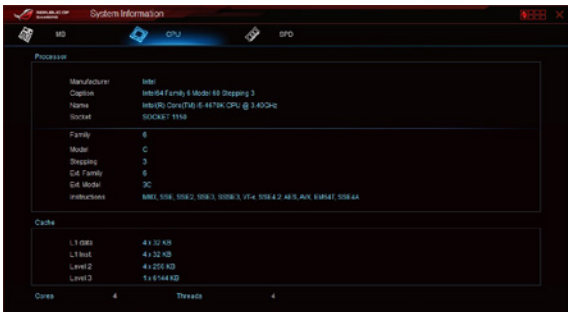 REPUBLIC OF GAMERS System Information
MB CPU SPD
Processor
Manufacturer Intel
Caption Intel64 Family 6 Model 60 Stepping 3
Name Intel(R) Core(TM) i5-4670K CPU @ 3.40GHz
Socket SOCKET 1150
Family 6
Model C
Stepping 3
Ext. Family 6
Ext. Model 3C
Instructions MMX, SSE, SSE2, SSE3, SSSE3, VT-x, SSE4.2, AES, AVX, EM64T, SSE4A
Cache
L1 data 4 x 32 KB
L1 Inst. 4 x 32 KB
Level 2 4 x 256 KB
Level 3 1 x 6144 KB
Cores 4 Threads 4